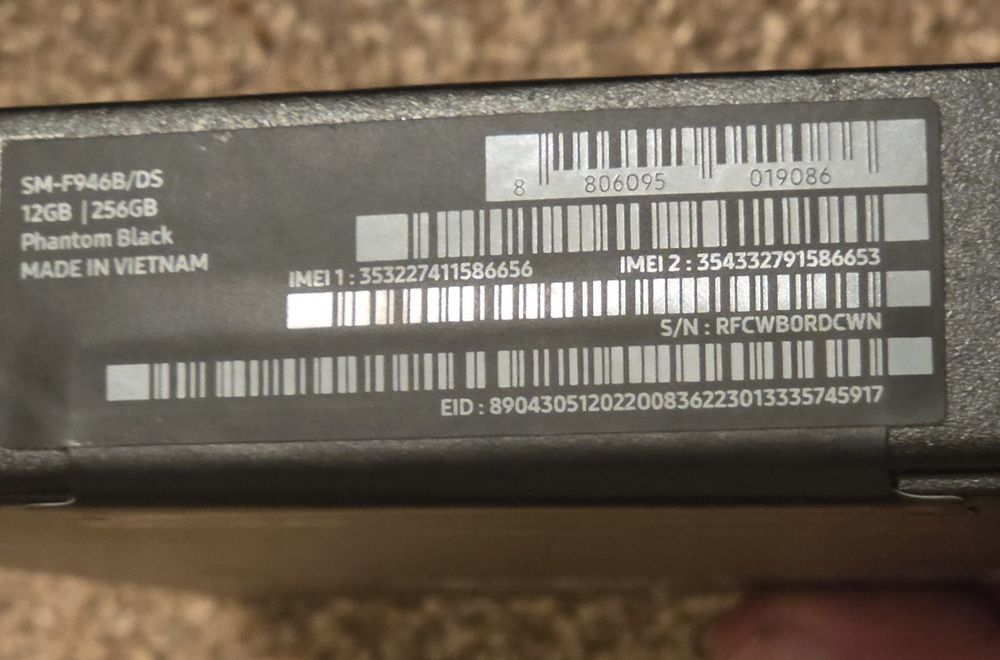 SM-F946B/DS
12GB | 256GB
Phantom Black
MADE IN VIETNAM
8 806095 019086
IMEI 1 : 353227411586656
IMEI 2 : 354332791586653
S/N : RFCWB0RDCWN
EID : 89043051202200836223013335745917